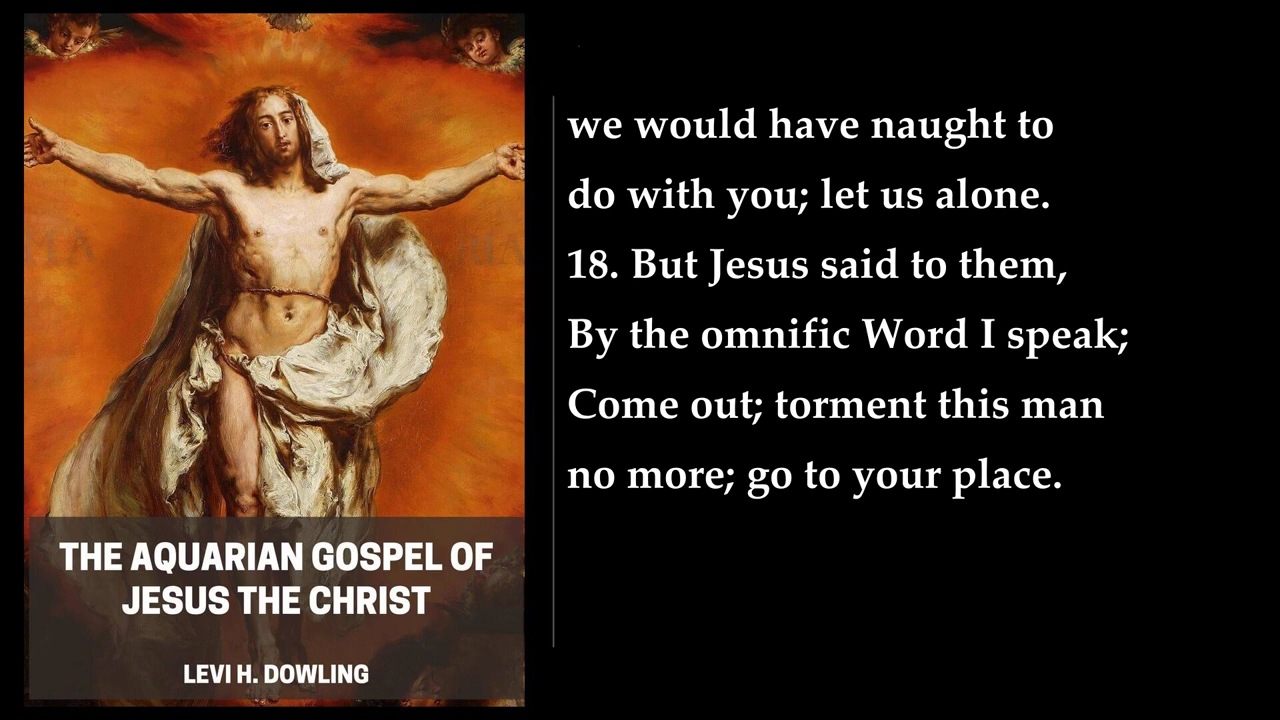 THE AQUARIAN GOSPEL OF
JESUS THE CHRIST
LEVI H. DOWLING
we would have naught to
do with you; let us alone.
18. But Jesus said to them,
By the omnific Word I speak;
Come out; torment this man
no more; go to your place.